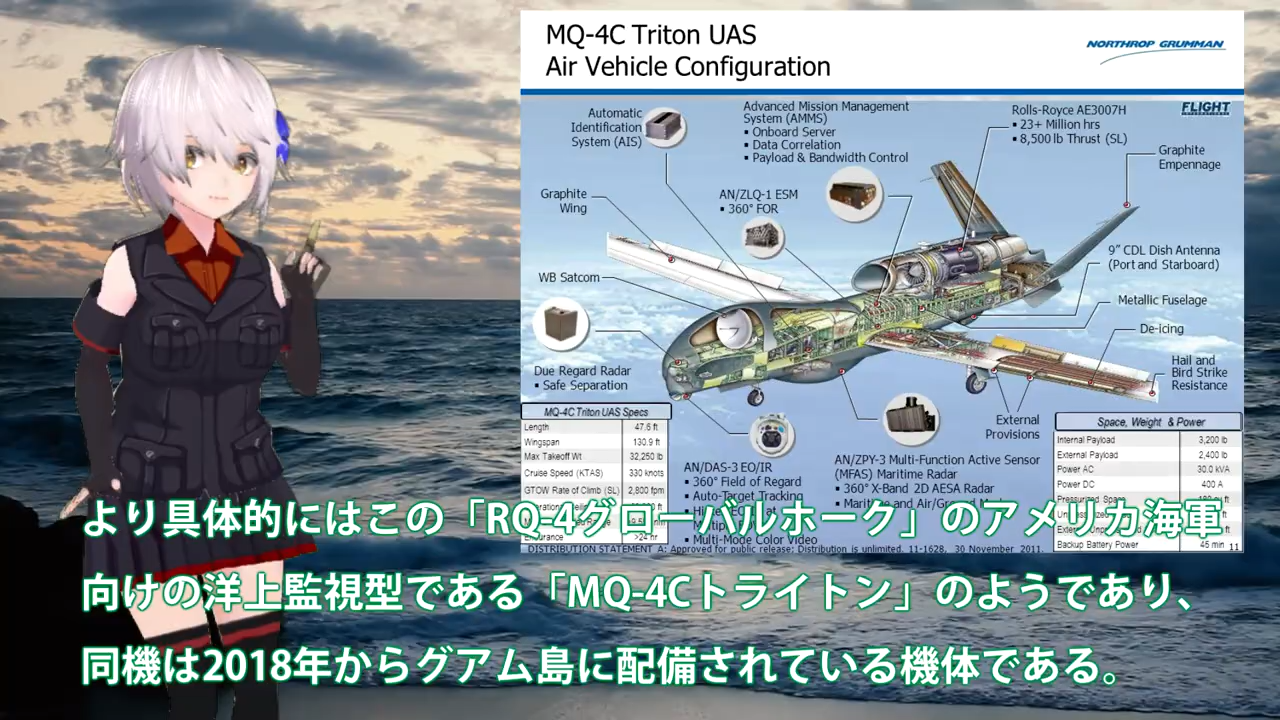 MQ-4C Triton UAS
Air Vehicle Configuration
NORTHROP GRUMMAN
FLIGHT
INTERNATIONAL
Automatic
Identification
System (AIS)
Advanced Mission Management
System (AMMS)
▪ Onboard Server
▪ Data Correlation
▪ Payload & Bandwidth Control
Rolls-Royce AE3007H
▪ 23+ Million hrs
▪ 8,500 lb Thrust (SL)
Graphite
Empennage
Graphite
Wing
AN/ZLQ-1 ESM
▪ 360° FOR
9” CDL Dish Antenna
(Port and Starboard)
WB Satcom
Metallic Fuselage
De-icing
Hail and
Bird Strike
Resistance
Due Regard Radar
▪ Safe Separation
External
Provisions
MQ-4C Triton UAS Specs
Length 47.6 ft
Wingspan 130.9 ft
Max Takeoff Wt 32,250 lb
Cruise Speed (KTAS) 330 knots
GTOW Rate of Climb (SL) 2,800 fpm
Endurance >24 hr
AN/DAS-3 EO/IR
▪ 360° Field of Regard
▪ Auto-Target Tracking
▪ Multi-Mode Color Video
AN/ZPY-3 Multi-Function Active Sensor
(MFAS) Maritime Radar
▪ 360° X-Band 2D AESA Radar
▪ Maritime and Air/Ground
Space, Weight & Power
Internal Payload 3,200 lb
External Payload 2,400 lb
Power AC 30.0 kVA
Power DC 400 A
Pressurized Space
Backup Battery Power 45 min
DISTRIBUTION STATEMENT A: Approved for public release; Distribution is unlimited. 11-1628, 30 November 2011.
11
より具体的にはこの「RQ-4グローバルホーク」のアメリカ海軍
向けの洋上監視型である「MQ-4Cトライトン」のようであり、
同機は2018年からグアム島に配備されている機体である。